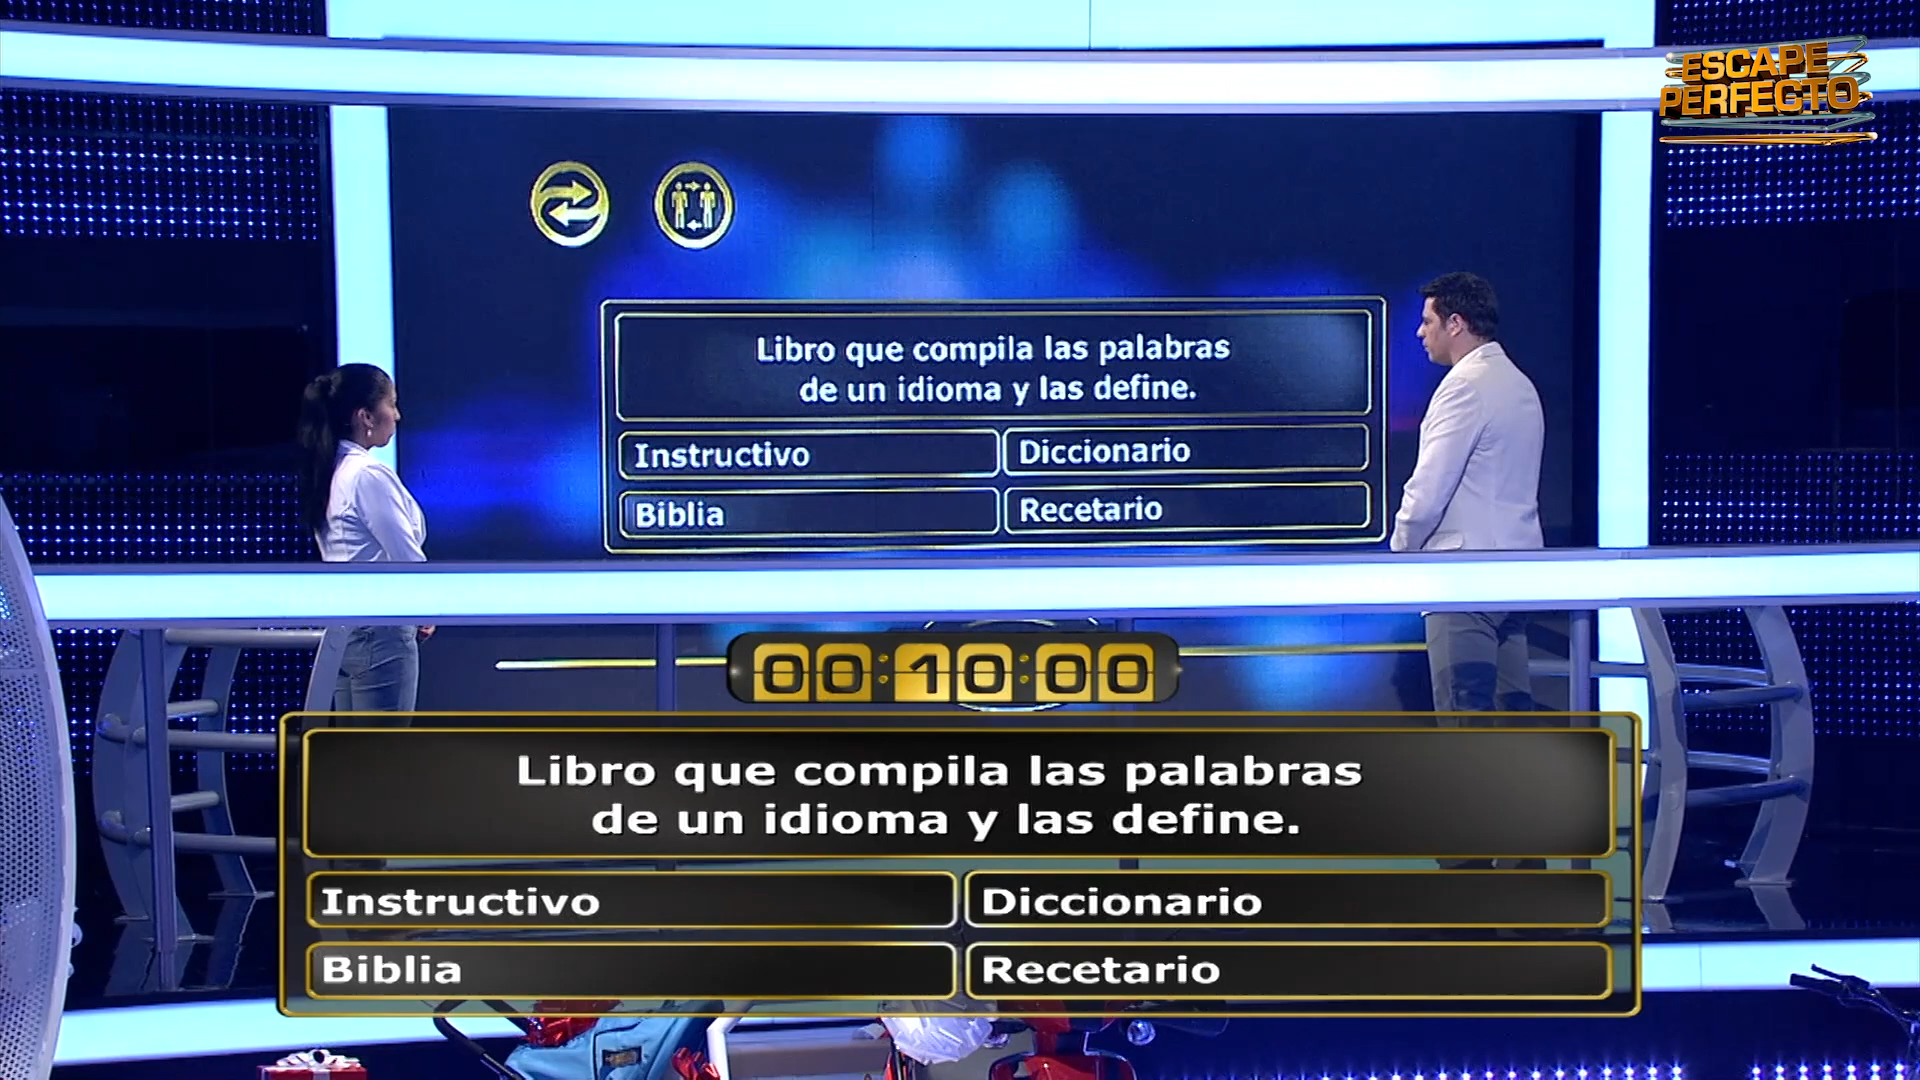 ESCAPE
PERFECTO
Libro que compila las palabras
de un idioma y las define.
Instructivo
Diccionario
Biblia
Recetario
00:10:00
Libro que compila las palabras
de un idioma y las define.
Instructivo
Diccionario
Biblia
Recetario